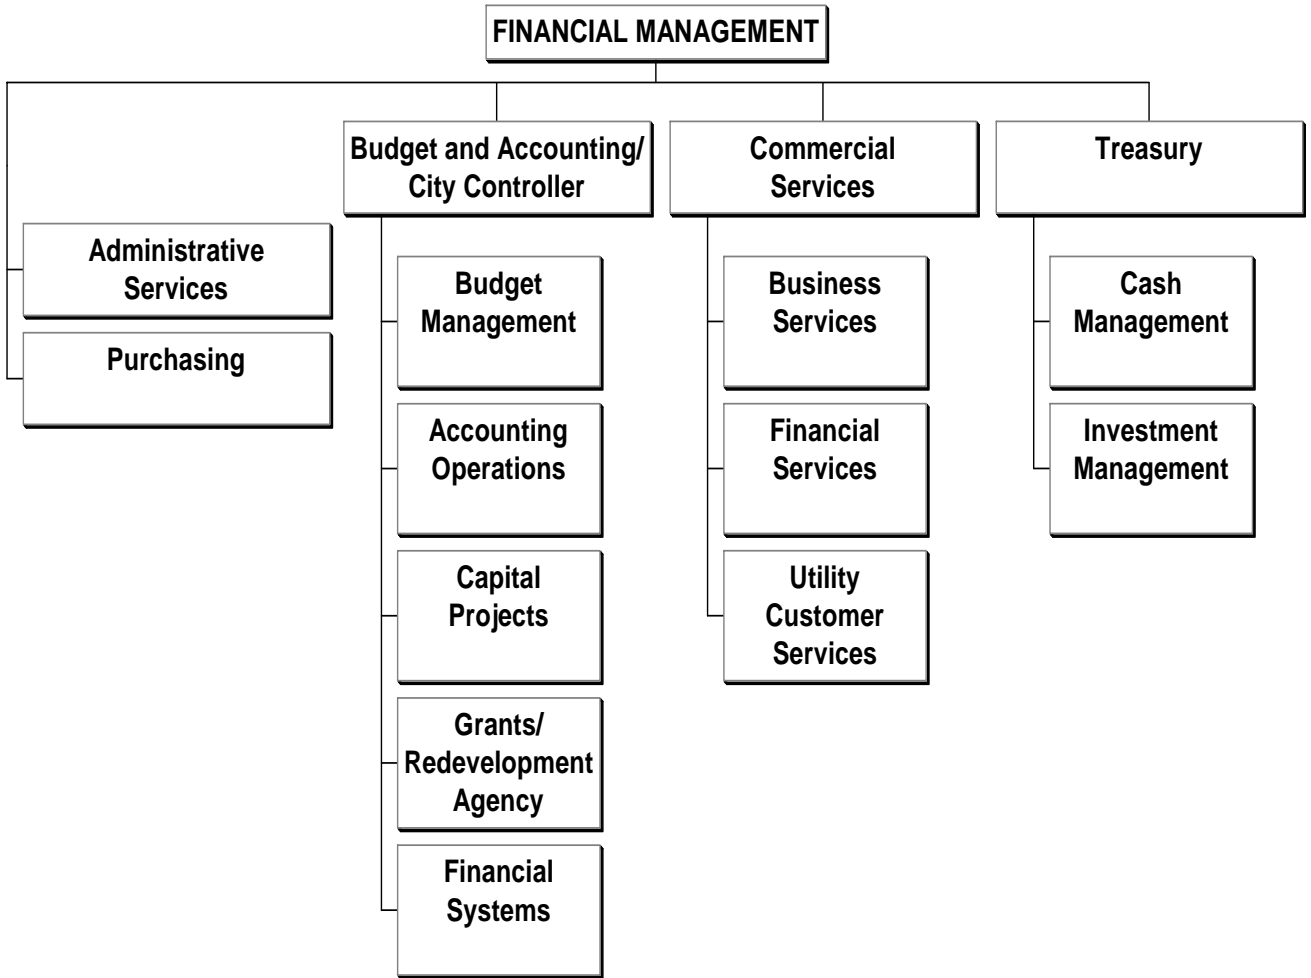 FINANCIAL MANAGEMENT
Budget and Accounting/
City Controller
Commercial
Services
Treasury
Administrative
Services
Purchasing
Budget
Management
Accounting
Operations
Capital
Projects
Grants/
Redevelopment
Agency
Financial
Systems
Business
Services
Financial
Services
Utility
Customer
Services
Cash
Management
Investment
Management